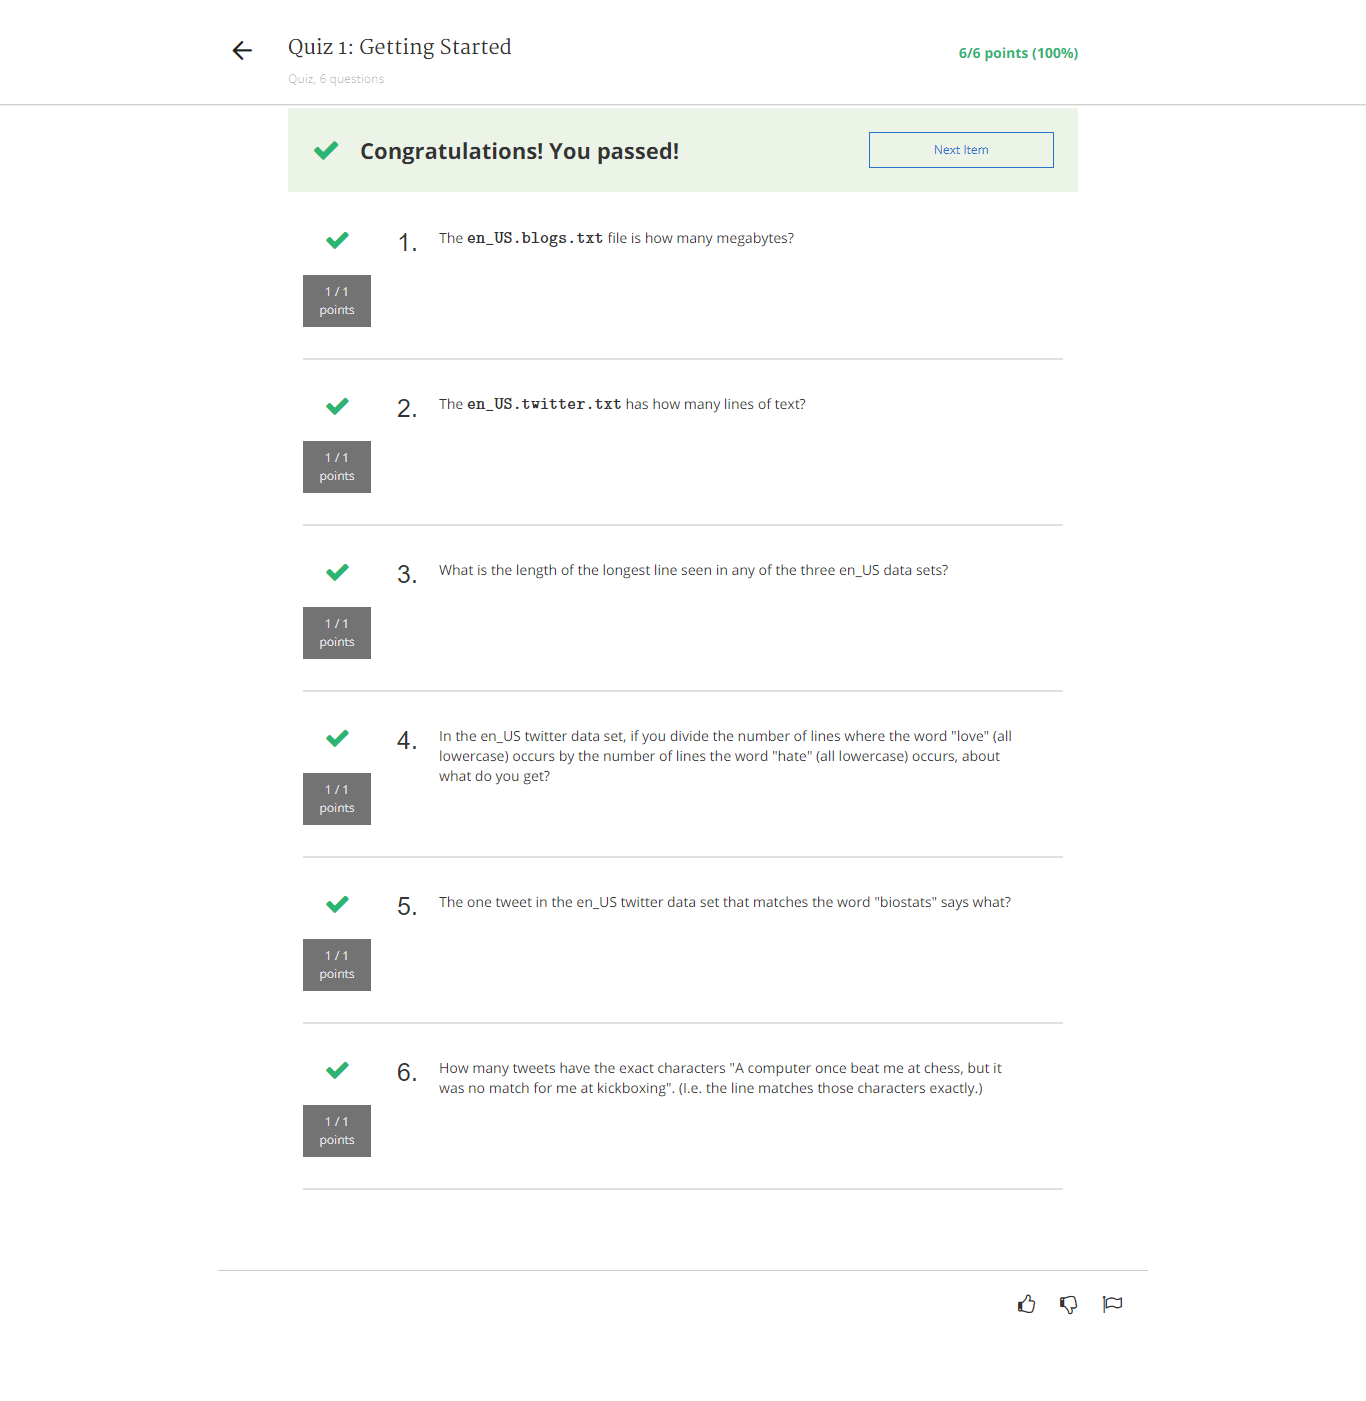 Quiz 1: Getting Started
6/6 points (100%)
Quiz, 6 questions
Congratulations! You passed!
Next Item
1.
The en_US.blogs.txt file is how many megabytes?
1 / 1
points
2.
The en_US.twitter.txt has how many lines of text?
1 / 1
points
3.
What is the length of the longest line seen in any of the three en_US data sets?
1 / 1
points
4.
In the en_US twitter data set, if you divide the number of lines where the word "love" (all
lowercase) occurs by the number of lines the word "hate" (all lowercase) occurs, about
what do you get?
1 / 1
points
5.
The one tweet in the en_US twitter data set that matches the word "biostats" says what?
1 / 1
points
6.
How many tweets have the exact characters "A computer once beat me at chess, but it
was no match for me at kickboxing". (I.e. the line matches those characters exactly.)
1 / 1
points